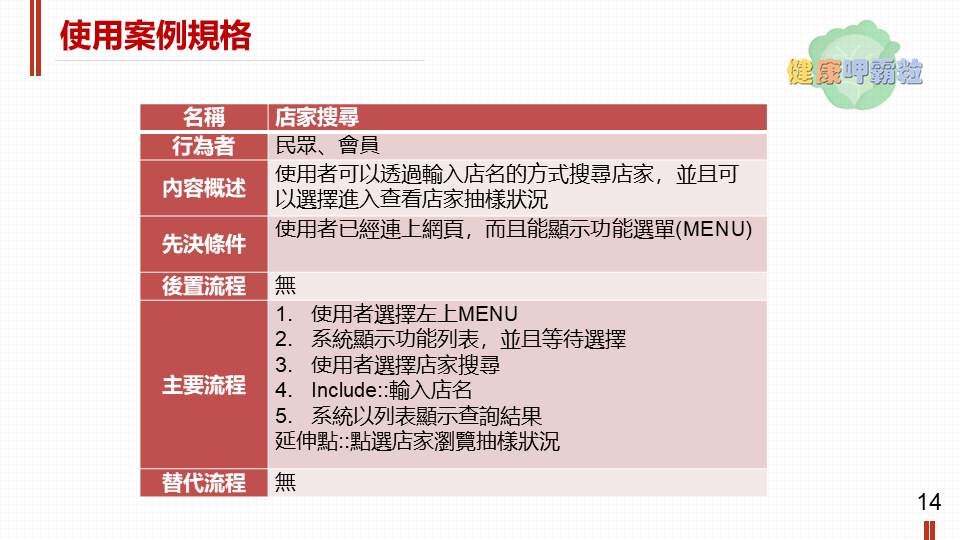 使用案例規格
健康呷霸粒
名稱 店家搜尋
行為者 民眾、會員
內容概述 使用者可以透過輸入店名的方式搜尋店家，並且可
以選擇進入查看店家抽樣狀況
先決條件 使用者已經連上網頁，而且能顯示功能選單(MENU)
後置流程 無
主要流程
1. 使用者選擇左上MENU
2. 系統顯示功能列表，並且等待選擇
3. 使用者選擇店家搜尋
4. Include::輸入店名
5. 系統以列表顯示查詢結果
延伸點::點選店家瀏覽抽樣狀況
替代流程 無
14